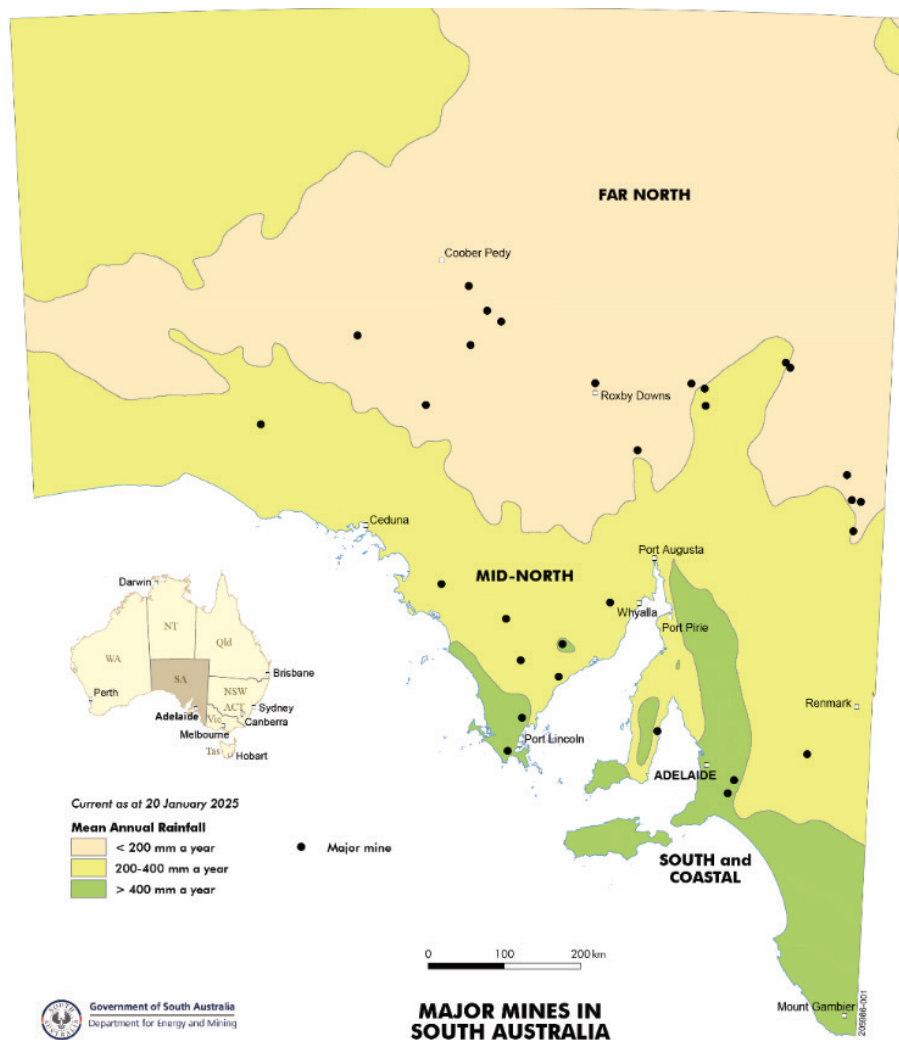 FAR NORTH
Coober Pedy
Roxby Downs
Ceduna
Port Augusta
MID-NORTH
Whyalla
Port Pirie
Darwin
NT
Qld
WA
SA
Brisbane
NSW
Perth
ACT
Sydney
Adelaide
Vic
Canberra
Melbourne
Tas
Hobart
Renmark
Port Lincoln
ADELAIDE
Current as at 20 January 2025
Mean Annual Rainfall
< 200 mm a year
200-400 mm a year
> 400 mm a year
Major mine
SOUTH and
COASTAL
0 100 200 km
Mount Gambier
205986-001
Government of South Australia
Department for Energy and Mining
MAJOR MINES IN
SOUTH AUSTRALIA